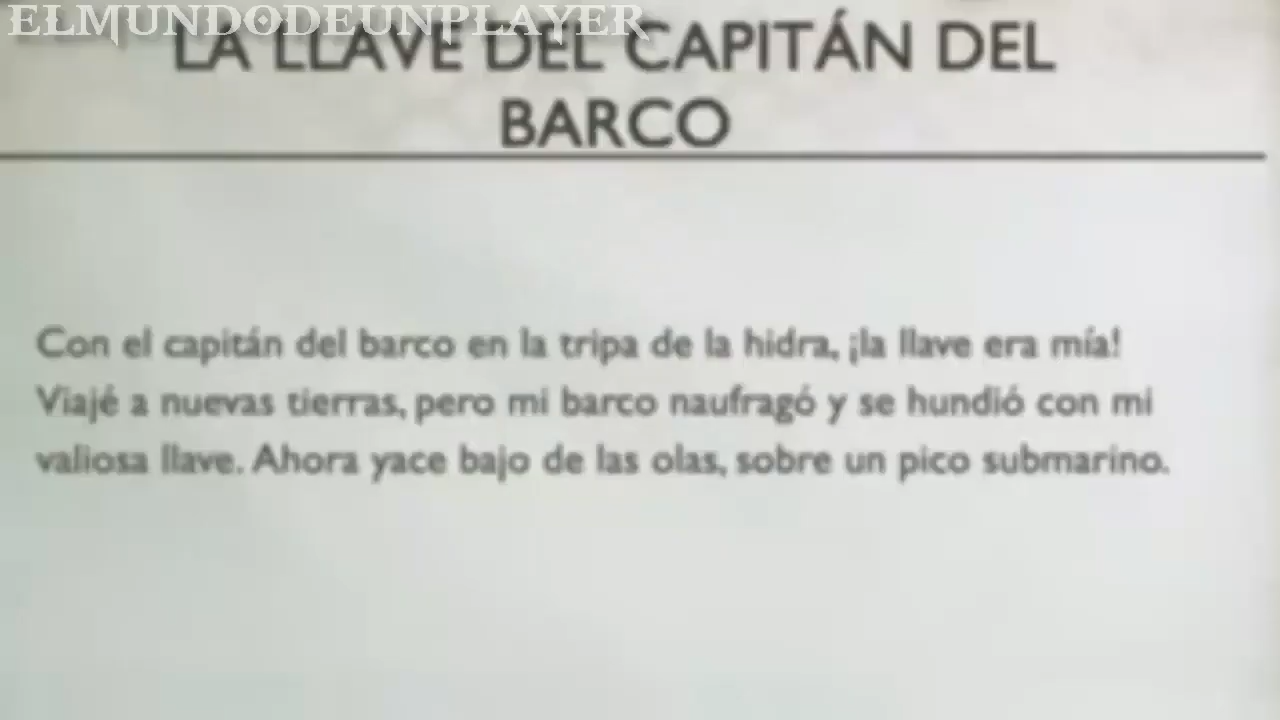 ELMUNDODEUNPLAYER
LA LLAVE DEL CAPITÁN DEL
BARCO
Con el capitán del barco en la tripa de la hidra, ¡la llave era mía!
Viajé a nuevas tierras, pero mi barco naufragó y se hundió con mi
valiosa llave. Ahora yace bajo de las olas, sobre un pico submarino.